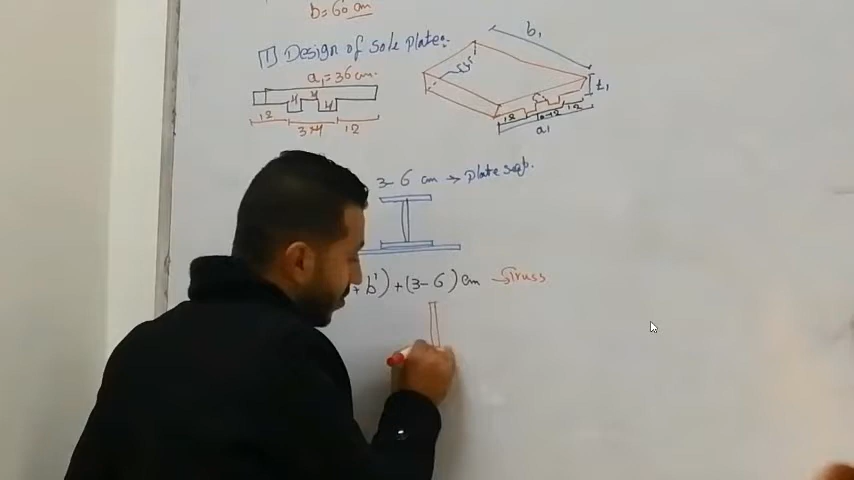 b=60 cm
1 Design of sole plate:
a1=36 cm.
4 4 4
12 3*4 12
b1
t1
12 12
a1
3-6 cm → plate
+ b') + (3-6) cm → Truss